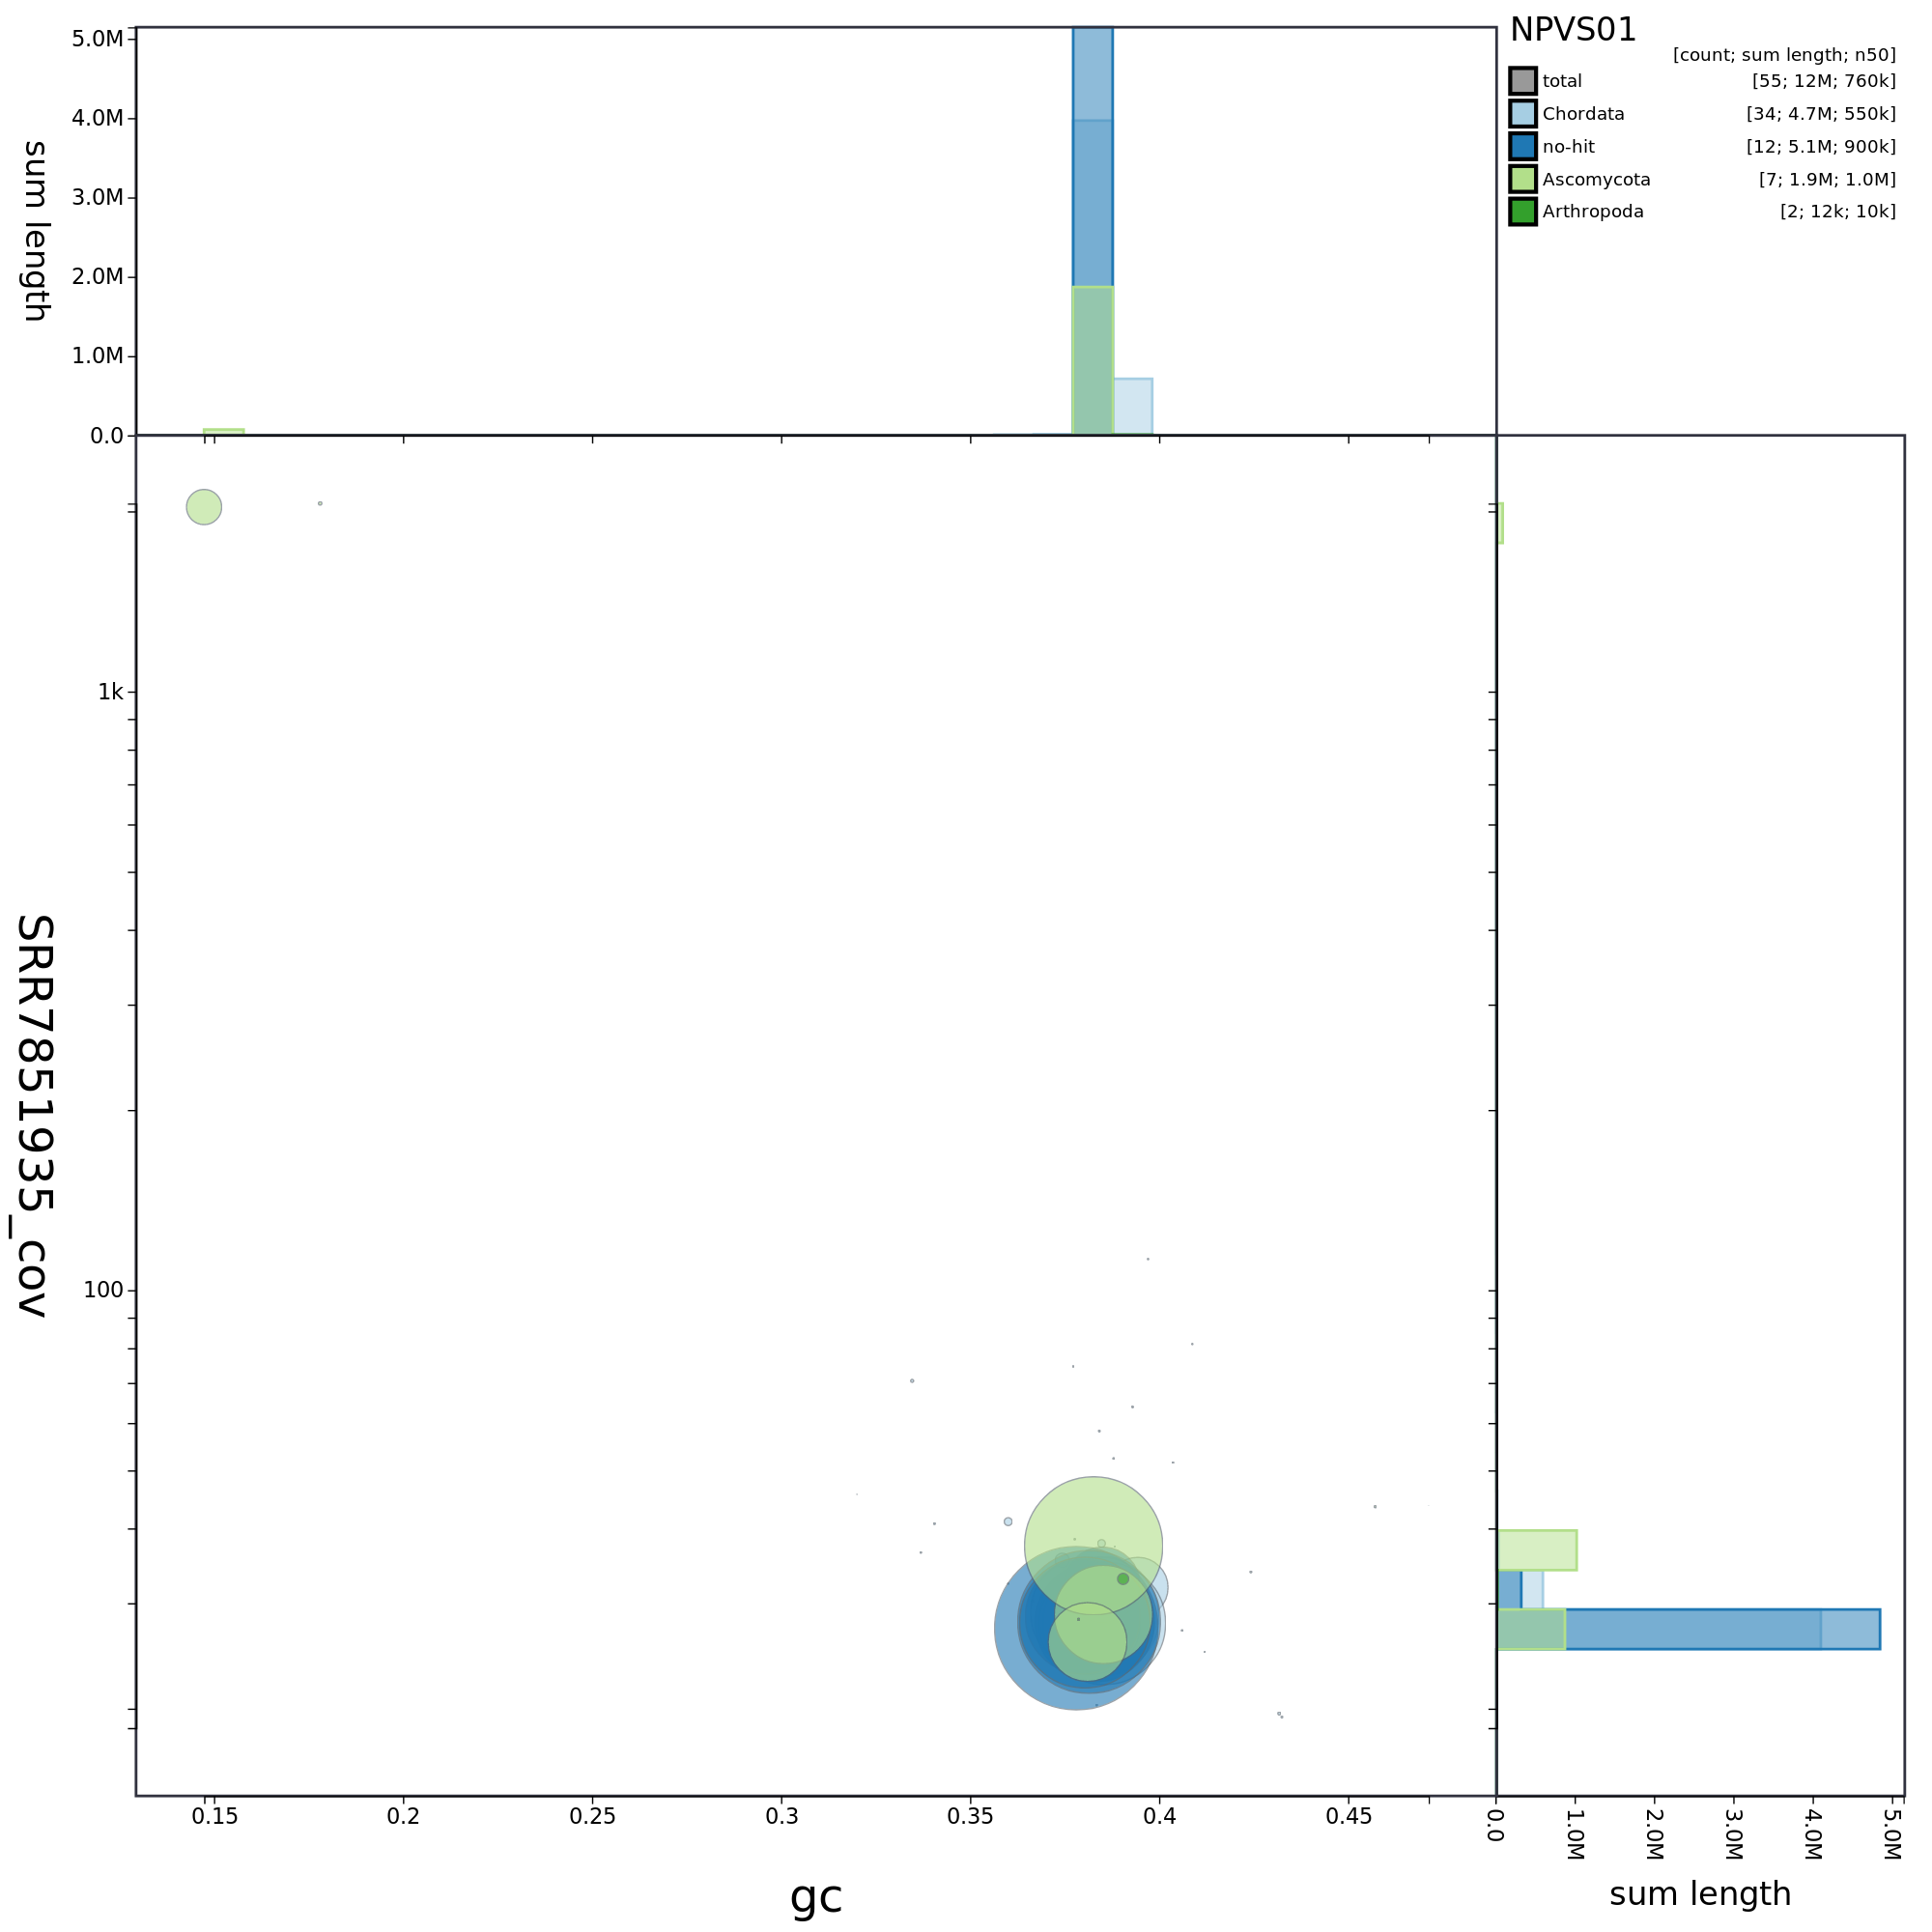 NPVS01
[count; sum length; n50]
total [55; 12M; 760k]
Chordata [34; 4.7M; 550k]
no-hit [12; 5.1M; 900k]
Ascomycota [7; 1.9M; 1.0M]
Arthropoda [2; 12k; 10k]
sum length
5.0M
4.0M
3.0M
2.0M
1.0M
0.0
SRR7851935_cov
1k
100
0.15 0.2 0.25 0.3 0.35 0.4 0.45
gc
0.0 1.0M 2.0M 3.0M 4.0M 5.0M
sum length